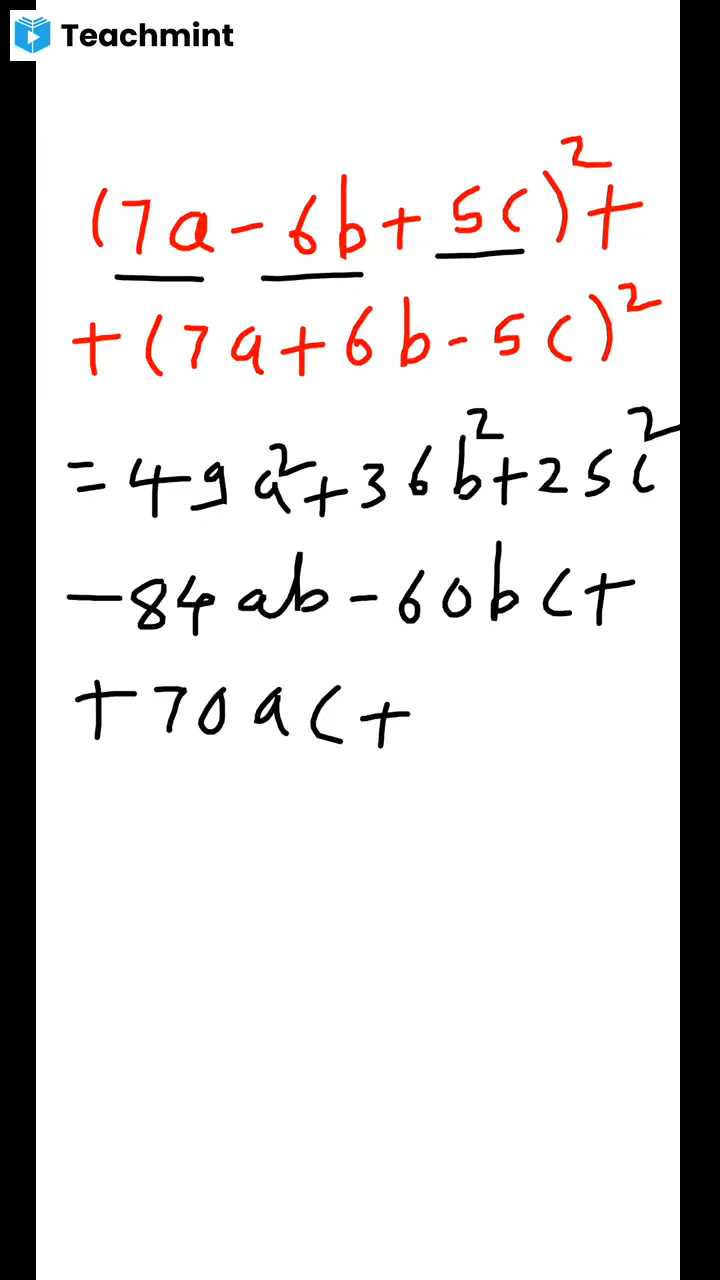 Teachmint
(7a - 6b + 5c)² +
+ (7a + 6b - 5c)²
= 49a² + 36b² + 25c²
- 84ab - 60bc +
+ 70ac +